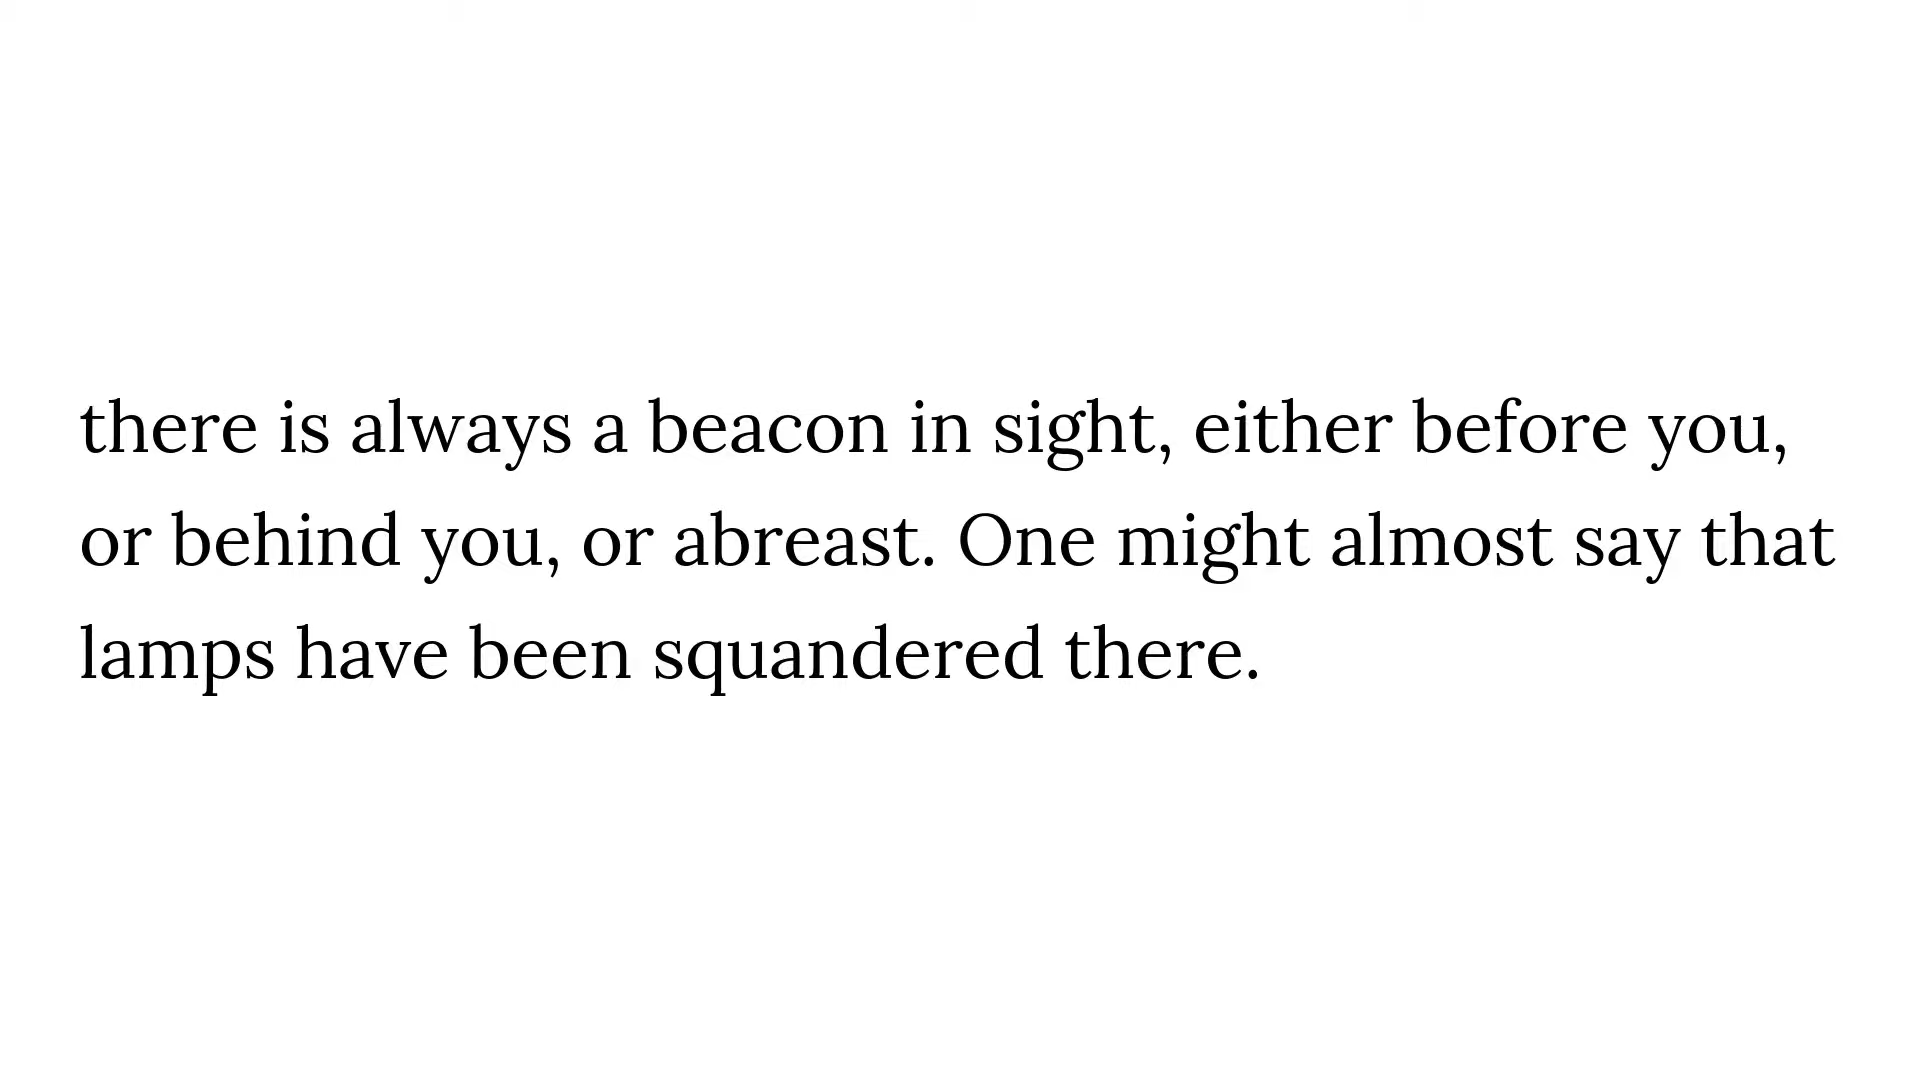 there is always a beacon in sight, either before you,
or behind you, or abreast. One might almost say that
lamps have been squandered there.